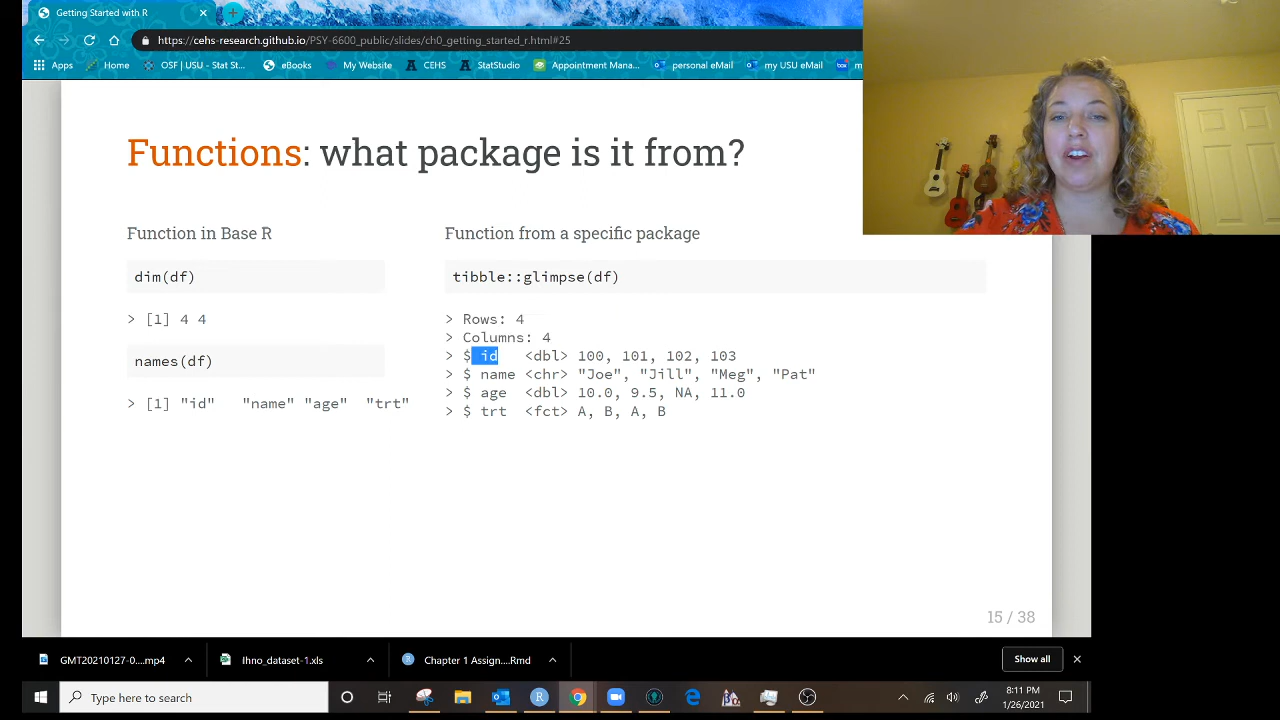 Getting Started with R
https://cehs-research.github.io/PSY-6600_public/slides/ch0_getting_started_r.html#25
Apps Home OSF | USU - Stat St... eBooks My Website CEHS StatStudio Appointment Mana... personal eMail my USU eMail box m
Functions: what package is it from?
Function in Base R
dim(df)
> [1] 4 4
names(df)
> [1] "id" "name" "age" "trt"
Function from a specific package
tibble::glimpse(df)
> Rows: 4
> Columns: 4
> $ id <dbl> 100, 101, 102, 103
> $ name <chr> "Joe", "Jill", "Meg", "Pat"
> $ age <dbl> 10.0, 9.5, NA, 11.0
> $ trt <fct> A, B, A, B
15 / 38
GMT20210127-0....mp4 Ihno_dataset-1.xls Chapter 1 Assign....Rmd Show all
Type here to search
8:11 PM
1/26/2021